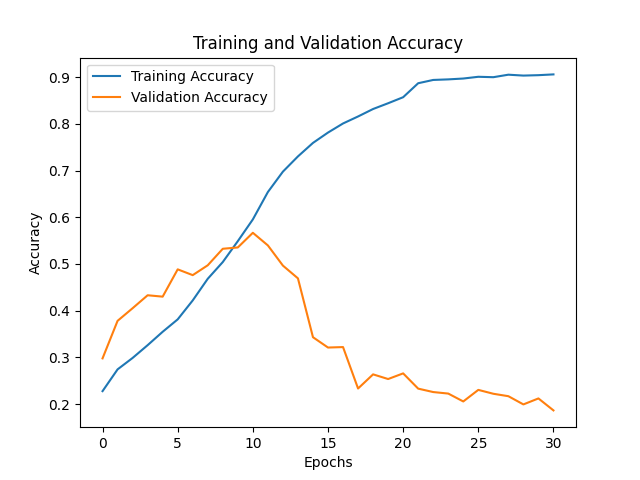 Training and Validation Accuracy
Training Accuracy
Validation Accuracy
0.9
0.8
0.7
0.6
0.5
0.4
0.3
0.2
Accuracy
0 5 10 15 20 25 30
Epochs